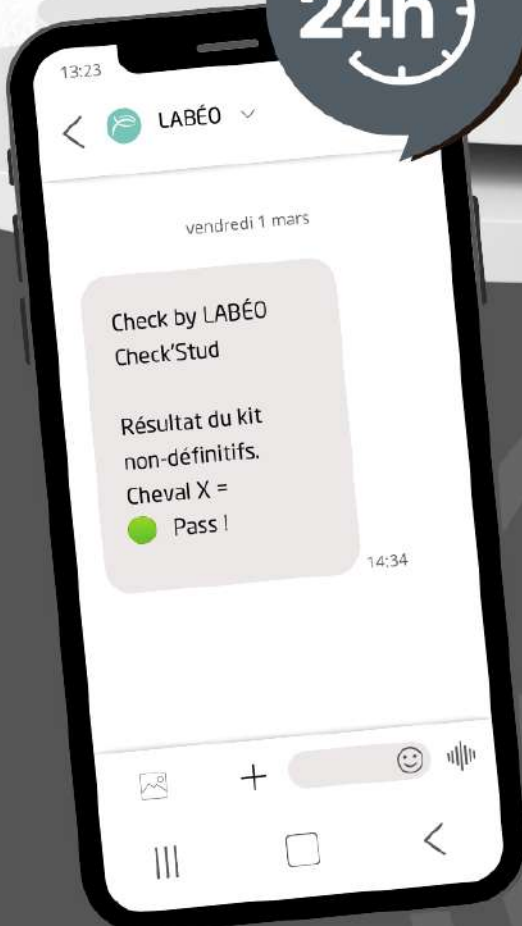 24h
13:23
LABÉO
vendredi 1 mars
Check by LABÉO
Check'Stud
Résultat du kit
non-définitifs.
Cheval X =
Pass !
14:34